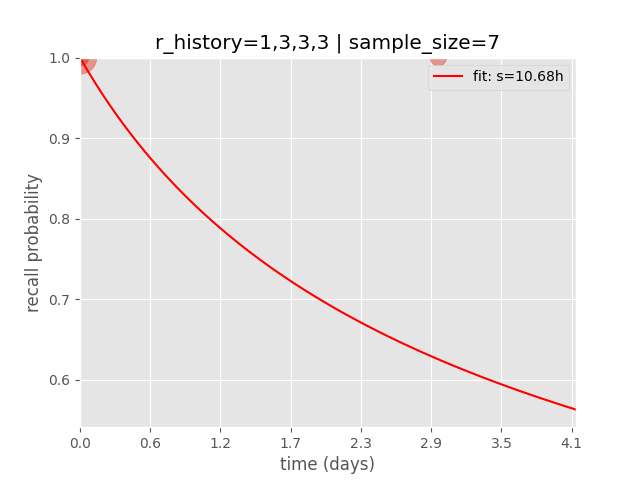 r_history=1,3,3,3 | sample_size=7
fit: s=10.68h
recall probability
1.0
0.9
0.8
0.7
0.6
0.0 0.6 1.2 1.7 2.3 2.9 3.5 4.1
time (days)